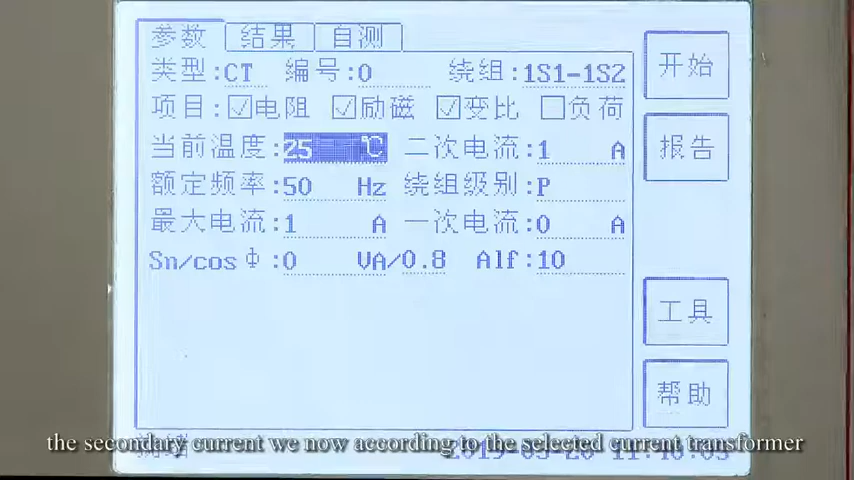 参数 结果 自测
类型:CT 编号:0 绕组:1S1-1S2 开始
项目:☑电阻 ☑励磁 ☑变比 ☐负荷
当前温度:25 ℃ 二次电流:1 A 报告
额定频率:50 Hz 绕组级别:P
最大电流:1 A 一次电流:0 A
Sn/cosΦ:0 VA/0.8 Alf:10
工具
帮助
the secondary current we now according to the selected current transformer